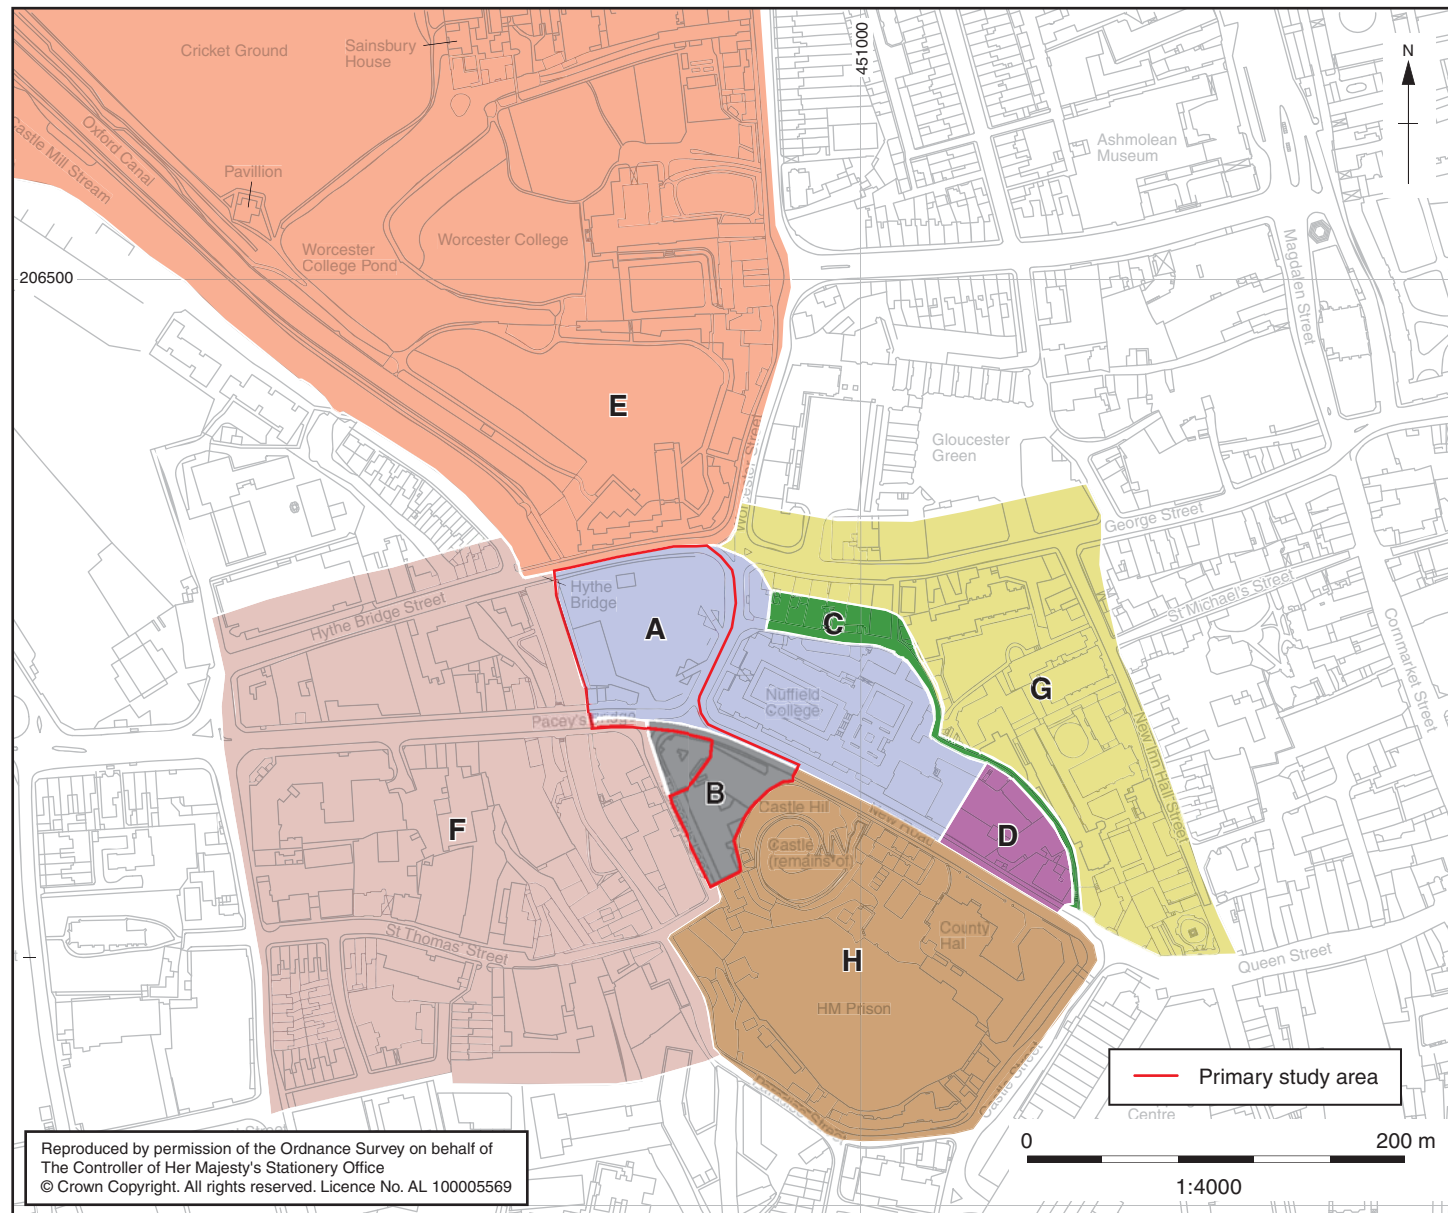 Cricket Ground
Sainsbury
House
451000
N
Castle Mill Stream
Oxford Canal
Pavillion
Ashmolean
Museum
Worcester
College Pond
Worcester College
206500
Magdalen Street
E
Worcester Street
Gloucester
Green
George Street
Hythe
Bridge
Hythe Bridge Street
St Michael's Street
A
C
G
Nuffield
College
Cornmarket Street
Pacey's Bridge
New Inn Hall Street
B
Castle Hill
New Road
F
Castle
(remains of)
D
St Thomas' Street
County
Hal
H
Queen Street
HM Prison
Castle Street
Paradise Street
Primary study area
Centre
Street
Reproduced by permission of the Ordnance Survey on behalf of
The Controller of Her Majesty's Stationery Office
© Crown Copyright. All rights reserved. Licence No. AL 100005569
0 200 m
1:4000